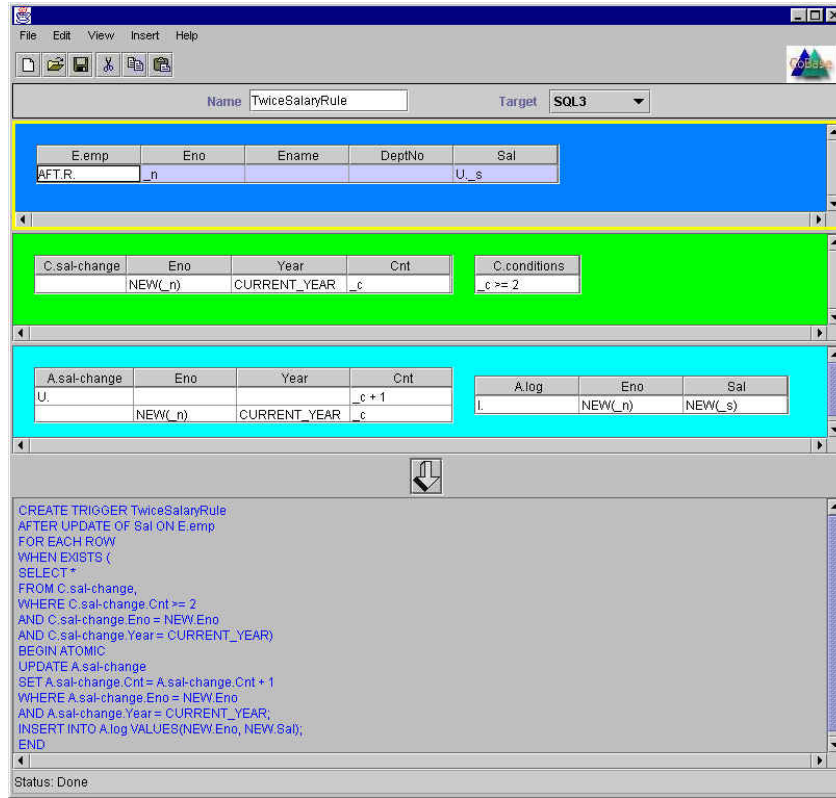 File Edit View Insert Help
CoBase
Name TwiceSalaryRule Target SQL3
E.emp Eno Ename DeptNo Sal
AFT.R. _n U._s
C.sal-change Eno Year Cnt C.conditions
NEW(_n) CURRENT_YEAR _c _c >= 2
A.sal-change Eno Year Cnt A.log Eno Sal
U. _c + 1 I. NEW(_n) NEW(_s)
NEW(_n) CURRENT_YEAR _c
CREATE TRIGGER TwiceSalaryRule
AFTER UPDATE OF Sal ON E.emp
FOR EACH ROW
WHEN EXISTS (
SELECT *
FROM C.sal-change,
WHERE C.sal-change.Cnt >= 2
AND C.sal-change.Eno = NEW.Eno
AND C.sal-change.Year = CURRENT_YEAR)
BEGIN ATOMIC
UPDATE A.sal-change
SET A.sal-change.Cnt = A.sal-change.Cnt + 1
WHERE A.sal-change.Eno = NEW.Eno
AND A.sal-change.Year = CURRENT_YEAR;
INSERT INTO A.log VALUES(NEW.Eno, NEW.Sal);
END
Status: Done